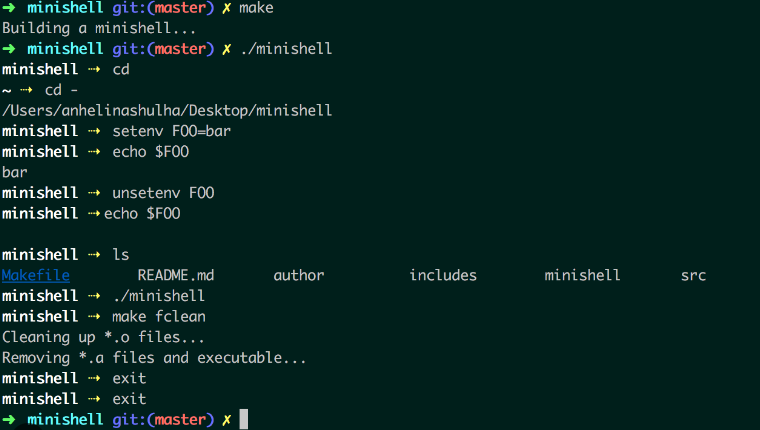 ➜ minishell git:(master) ✗ make
Building a minishell...
➜ minishell git:(master) ✗ ./minishell
minishell ⇢ cd
~ ⇢ cd -
/Users/anhelinashulha/Desktop/minishell
minishell ⇢ setenv FOO=bar
minishell ⇢ echo $FOO
bar
minishell ⇢ unsetenv FOO
minishell ⇢ echo $FOO
minishell ⇢ ls
Makefile README.md author includes minishell src
minishell ⇢ ./minishell
minishell ⇢ make fclean
Cleaning up *.o files...
Removing *.a files and executable...
minishell ⇢ exit
minishell ⇢ exit
➜ minishell git:(master) ✗